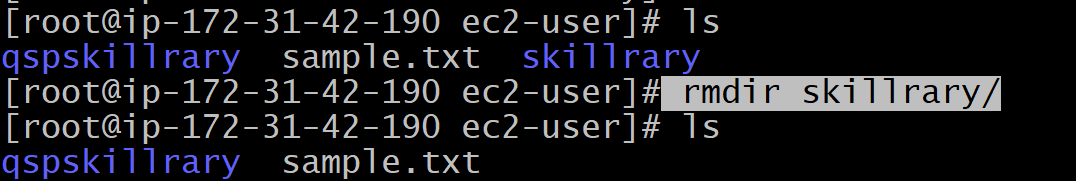 [root@ip-172-31-42-190 ec2-user]# ls
qspskillrary  sample.txt  skillrary
[root@ip-172-31-42-190 ec2-user]# rmdir skillrary/
[root@ip-172-31-42-190 ec2-user]# ls
qspskillrary  sample.txt